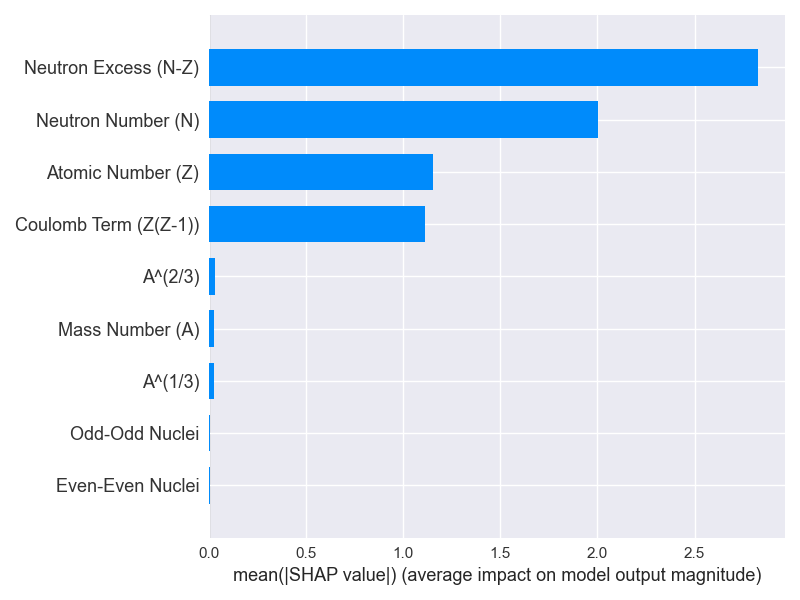 Neutron Excess (N-Z)
Neutron Number (N)
Atomic Number (Z)
Coulomb Term (Z(Z-1))
A^(2/3)
Mass Number (A)
A^(1/3)
Odd-Odd Nuclei
Even-Even Nuclei
0.0 0.5 1.0 1.5 2.0 2.5
mean(|SHAP value|) (average impact on model output magnitude)